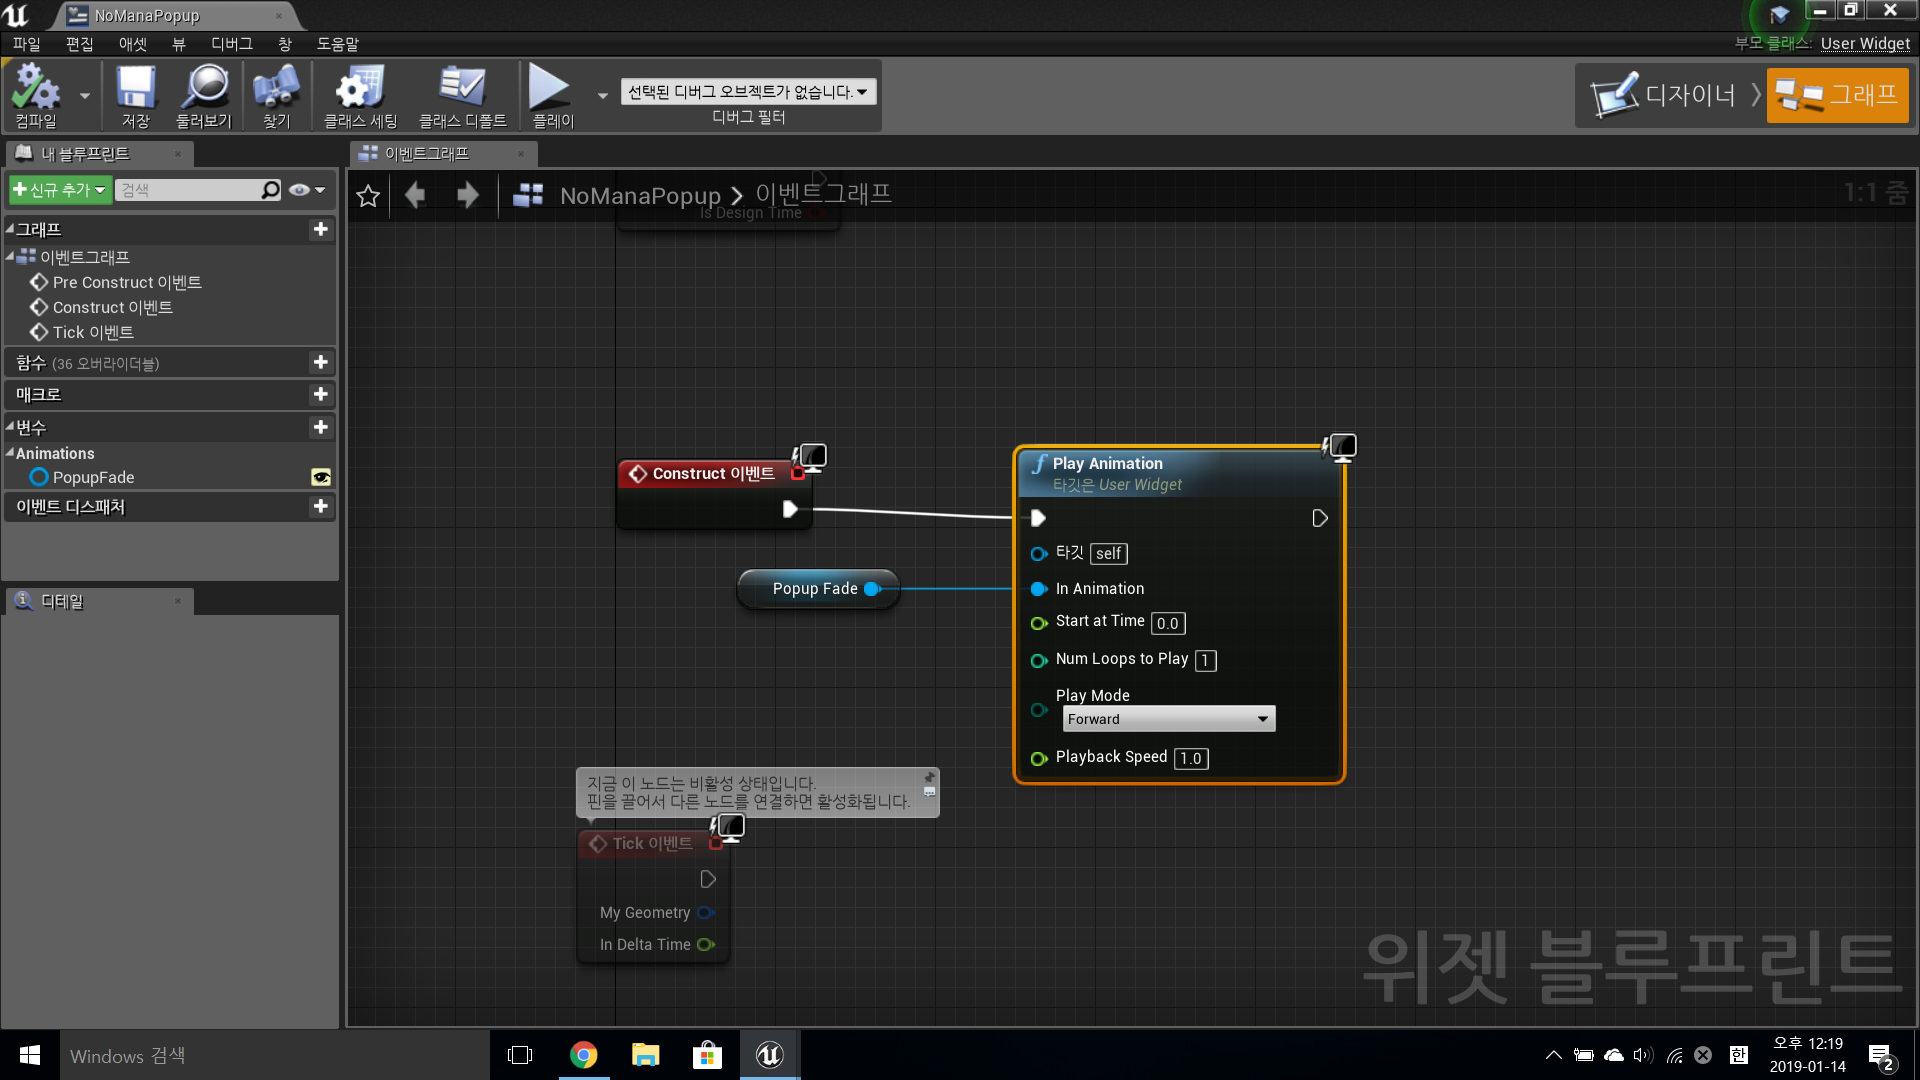 NoManaPopup
파일 편집 애셋 뷰 디버그 창 도움말
부모 클래스: User Widget
컴파일 저장 둘러보기 찾기 클래스 세팅 클래스 디폴트 플레이
선택된 디버그 오브젝트가 없습니다.
디버그 필터
디자이너 그래프
내 블루프린트
이벤트그래프
신규 추가
검색
NoManaPopup > 이벤트그래프
1:1 줌
Is Design Time
그래프
이벤트그래프
Pre Construct 이벤트
Construct 이벤트
Tick 이벤트
함수 (36 오버라이더블)
매크로
변수
Animations
PopupFade
이벤트 디스패처
디테일
Construct 이벤트
Popup Fade
Play Animation
타깃은 User Widget
타깃 self
In Animation
Start at Time 0.0
Num Loops to Play 1
Play Mode
Forward
Playback Speed 1.0
지금 이 노드는 비활성 상태입니다.
핀을 끌어서 다른 노드를 연결하면 활성화됩니다.
Tick 이벤트
My Geometry
In Delta Time
위젯 블루프린트
Windows 검색
한
오후 12:19
2019-01-14
2